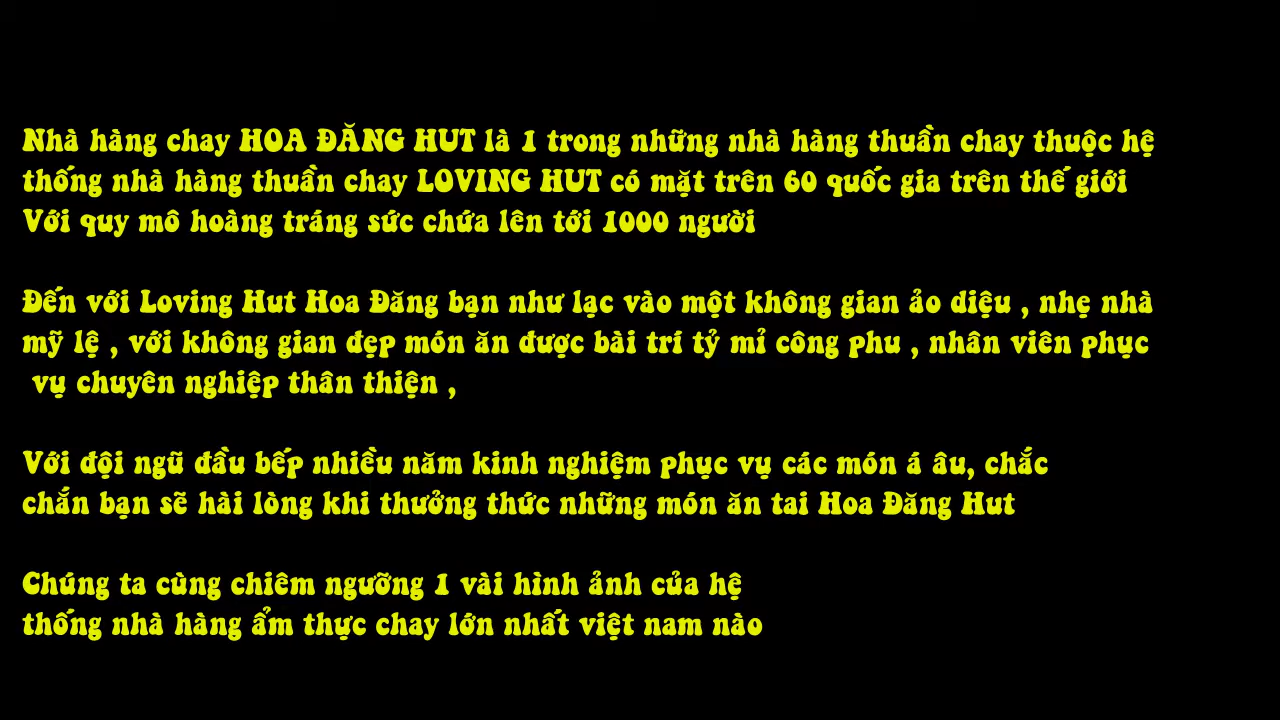 Nhà hàng chay HOA ĐĂNG HUT là 1 trong những nhà hàng thuần chay thuộc hệ
thống nhà hàng thuần chay LOVING HUT có mặt trên 60 quốc gia trên thế giới
Với quy mô hoàng tráng sức chứa lên tới 1000 người
Đến với Loving Hut Hoa Đăng bạn như lạc vào một không gian ảo diệu , nhẹ nhà
mỹ lệ , với không gian đẹp món ăn được bài trí tỷ mỉ công phu , nhân viên phục
vụ chuyên nghiệp thân thiện ,
Với đội ngũ đầu bếp nhiều năm kinh nghiệm phục vụ các món á âu, chắc
chắn bạn sẽ hài lòng khi thưởng thức những món ăn tai Hoa Đăng Hut
Chúng ta cùng chiêm ngưỡng 1 vài hình ảnh của hệ
thống nhà hàng ẩm thực chay lớn nhất việt nam nào